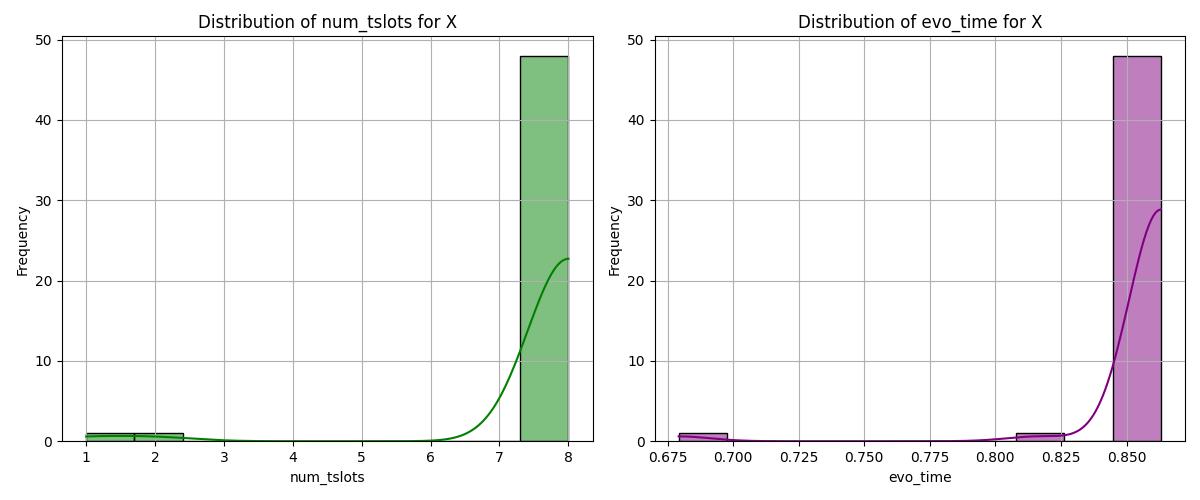 Distribution of num_tslots for X
50
40
30
20
10
0
Frequency
1 2 3 4 5 6 7 8
num_tslots
Distribution of evo_time for X
50
40
30
20
10
0
Frequency
0.675 0.700 0.725 0.750 0.775 0.800 0.825 0.850
evo_time